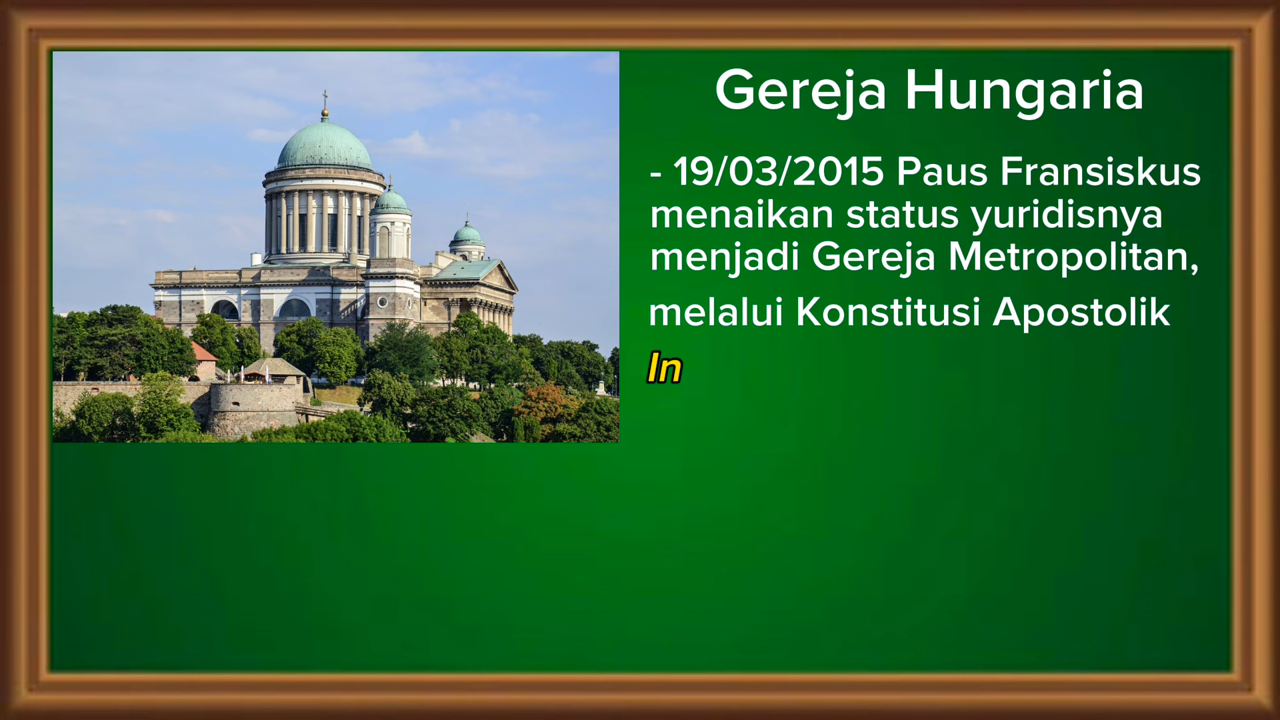 Gereja Hungaria
- 19/03/2015 Paus Fransiskus
menaikan status yuridisnya
menjadi Gereja Metropolitan,
melalui Konstitusi Apostolik
In